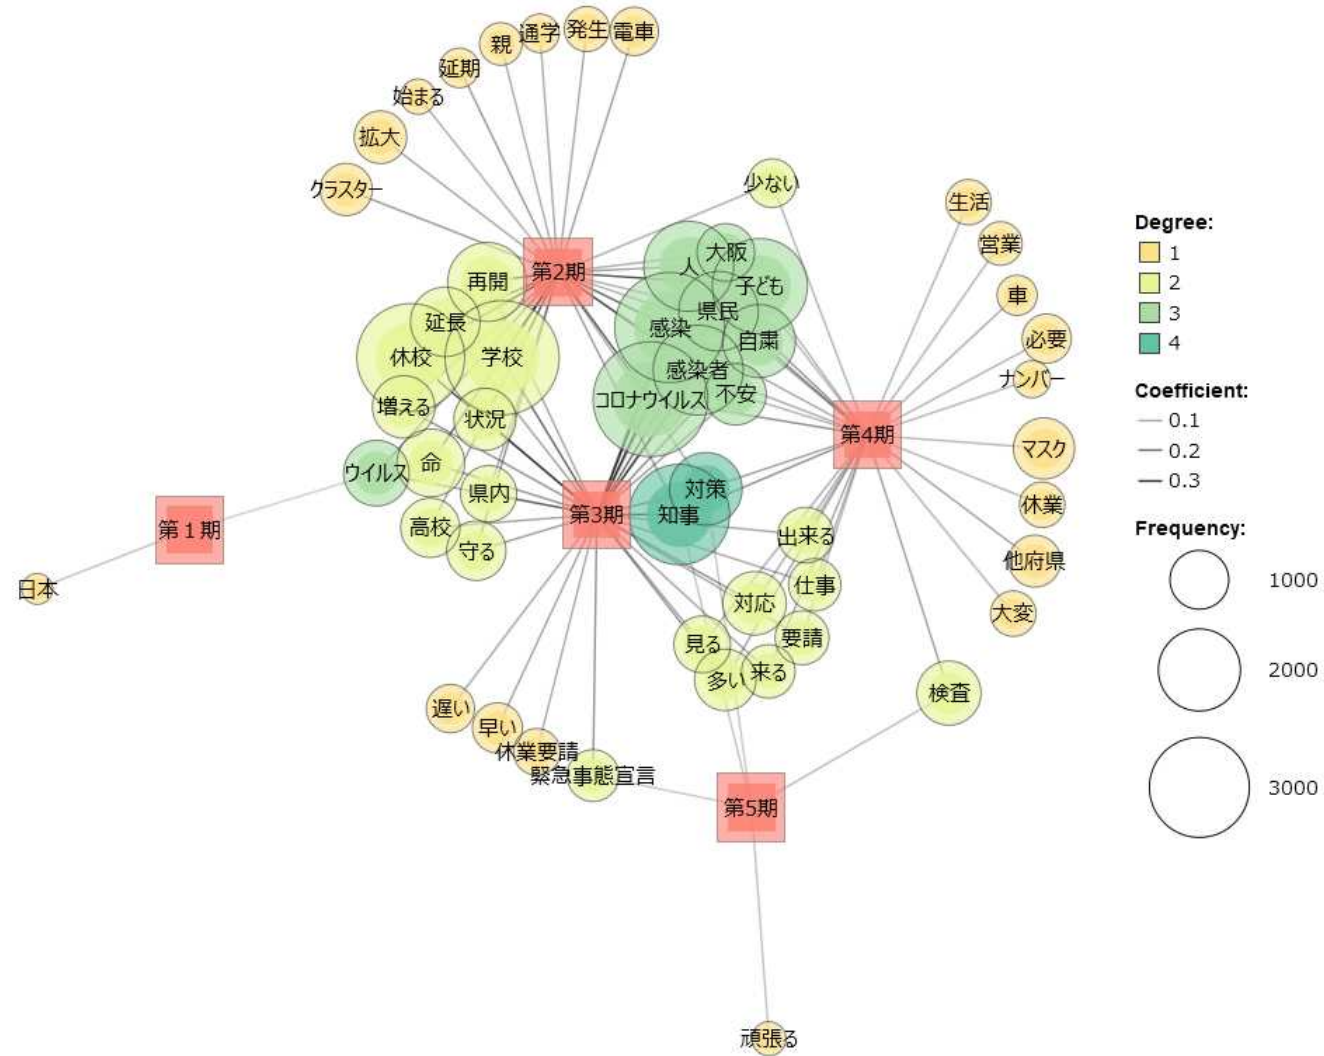 親
通学
発生
電車
延期
始まる
拡大
クラスター
少ない
生活
営業
車
必要
ナンバー
マスク
休業
他府県
大変
第2期
再開
延長
休校
学校
増える
状況
命
ウイルス
県内
高校
守る
人
大阪
子ども
県民
感染
自粛
感染者
コロナウイルス
不安
第4期
第１期
日本
第3期
対策
知事
出来る
仕事
対応
要請
見る
来る
多い
検査
遅い
早い
休業要請
緊急事態宣言
第5期
頑張る
Degree:
1
2
3
4
Coefficient:
0.1
0.2
0.3
Frequency:
1000
2000
3000